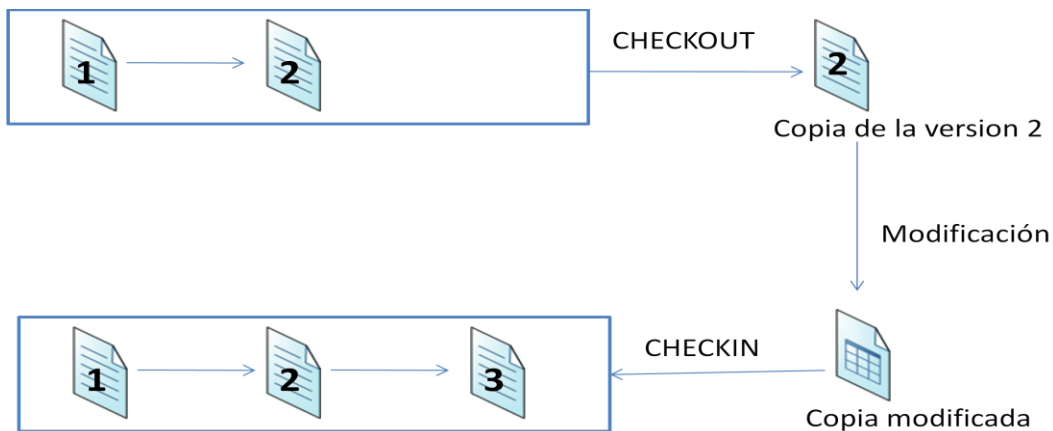 1
2
CHECKOUT
2
Copia de la version 2
Modificación
1
2
3
CHECKIN
Copia modificada